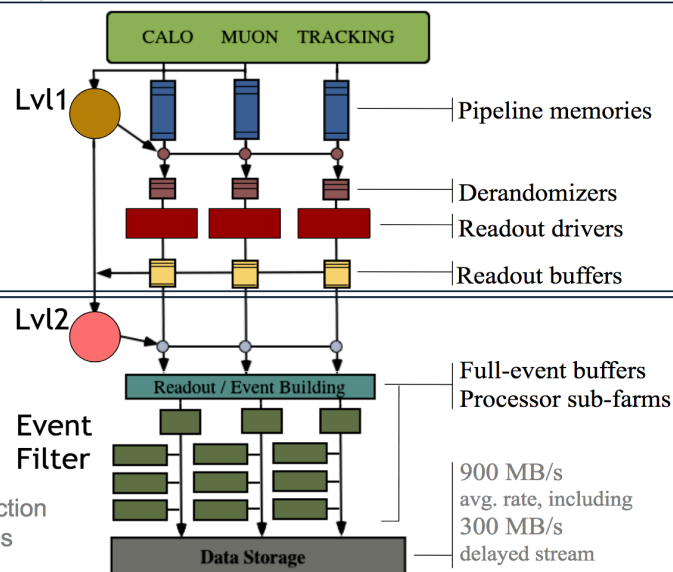 CALO MUON TRACKING
Lvl1
Pipeline memories
Derandomizers
Readout drivers
Readout buffers
Lvl2
Readout / Event Building
Full-event buffers
Processor sub-farms
Event
Filter
900 MB/s
avg. rate, including
300 MB/s
delayed stream
ction
s
Data Storage